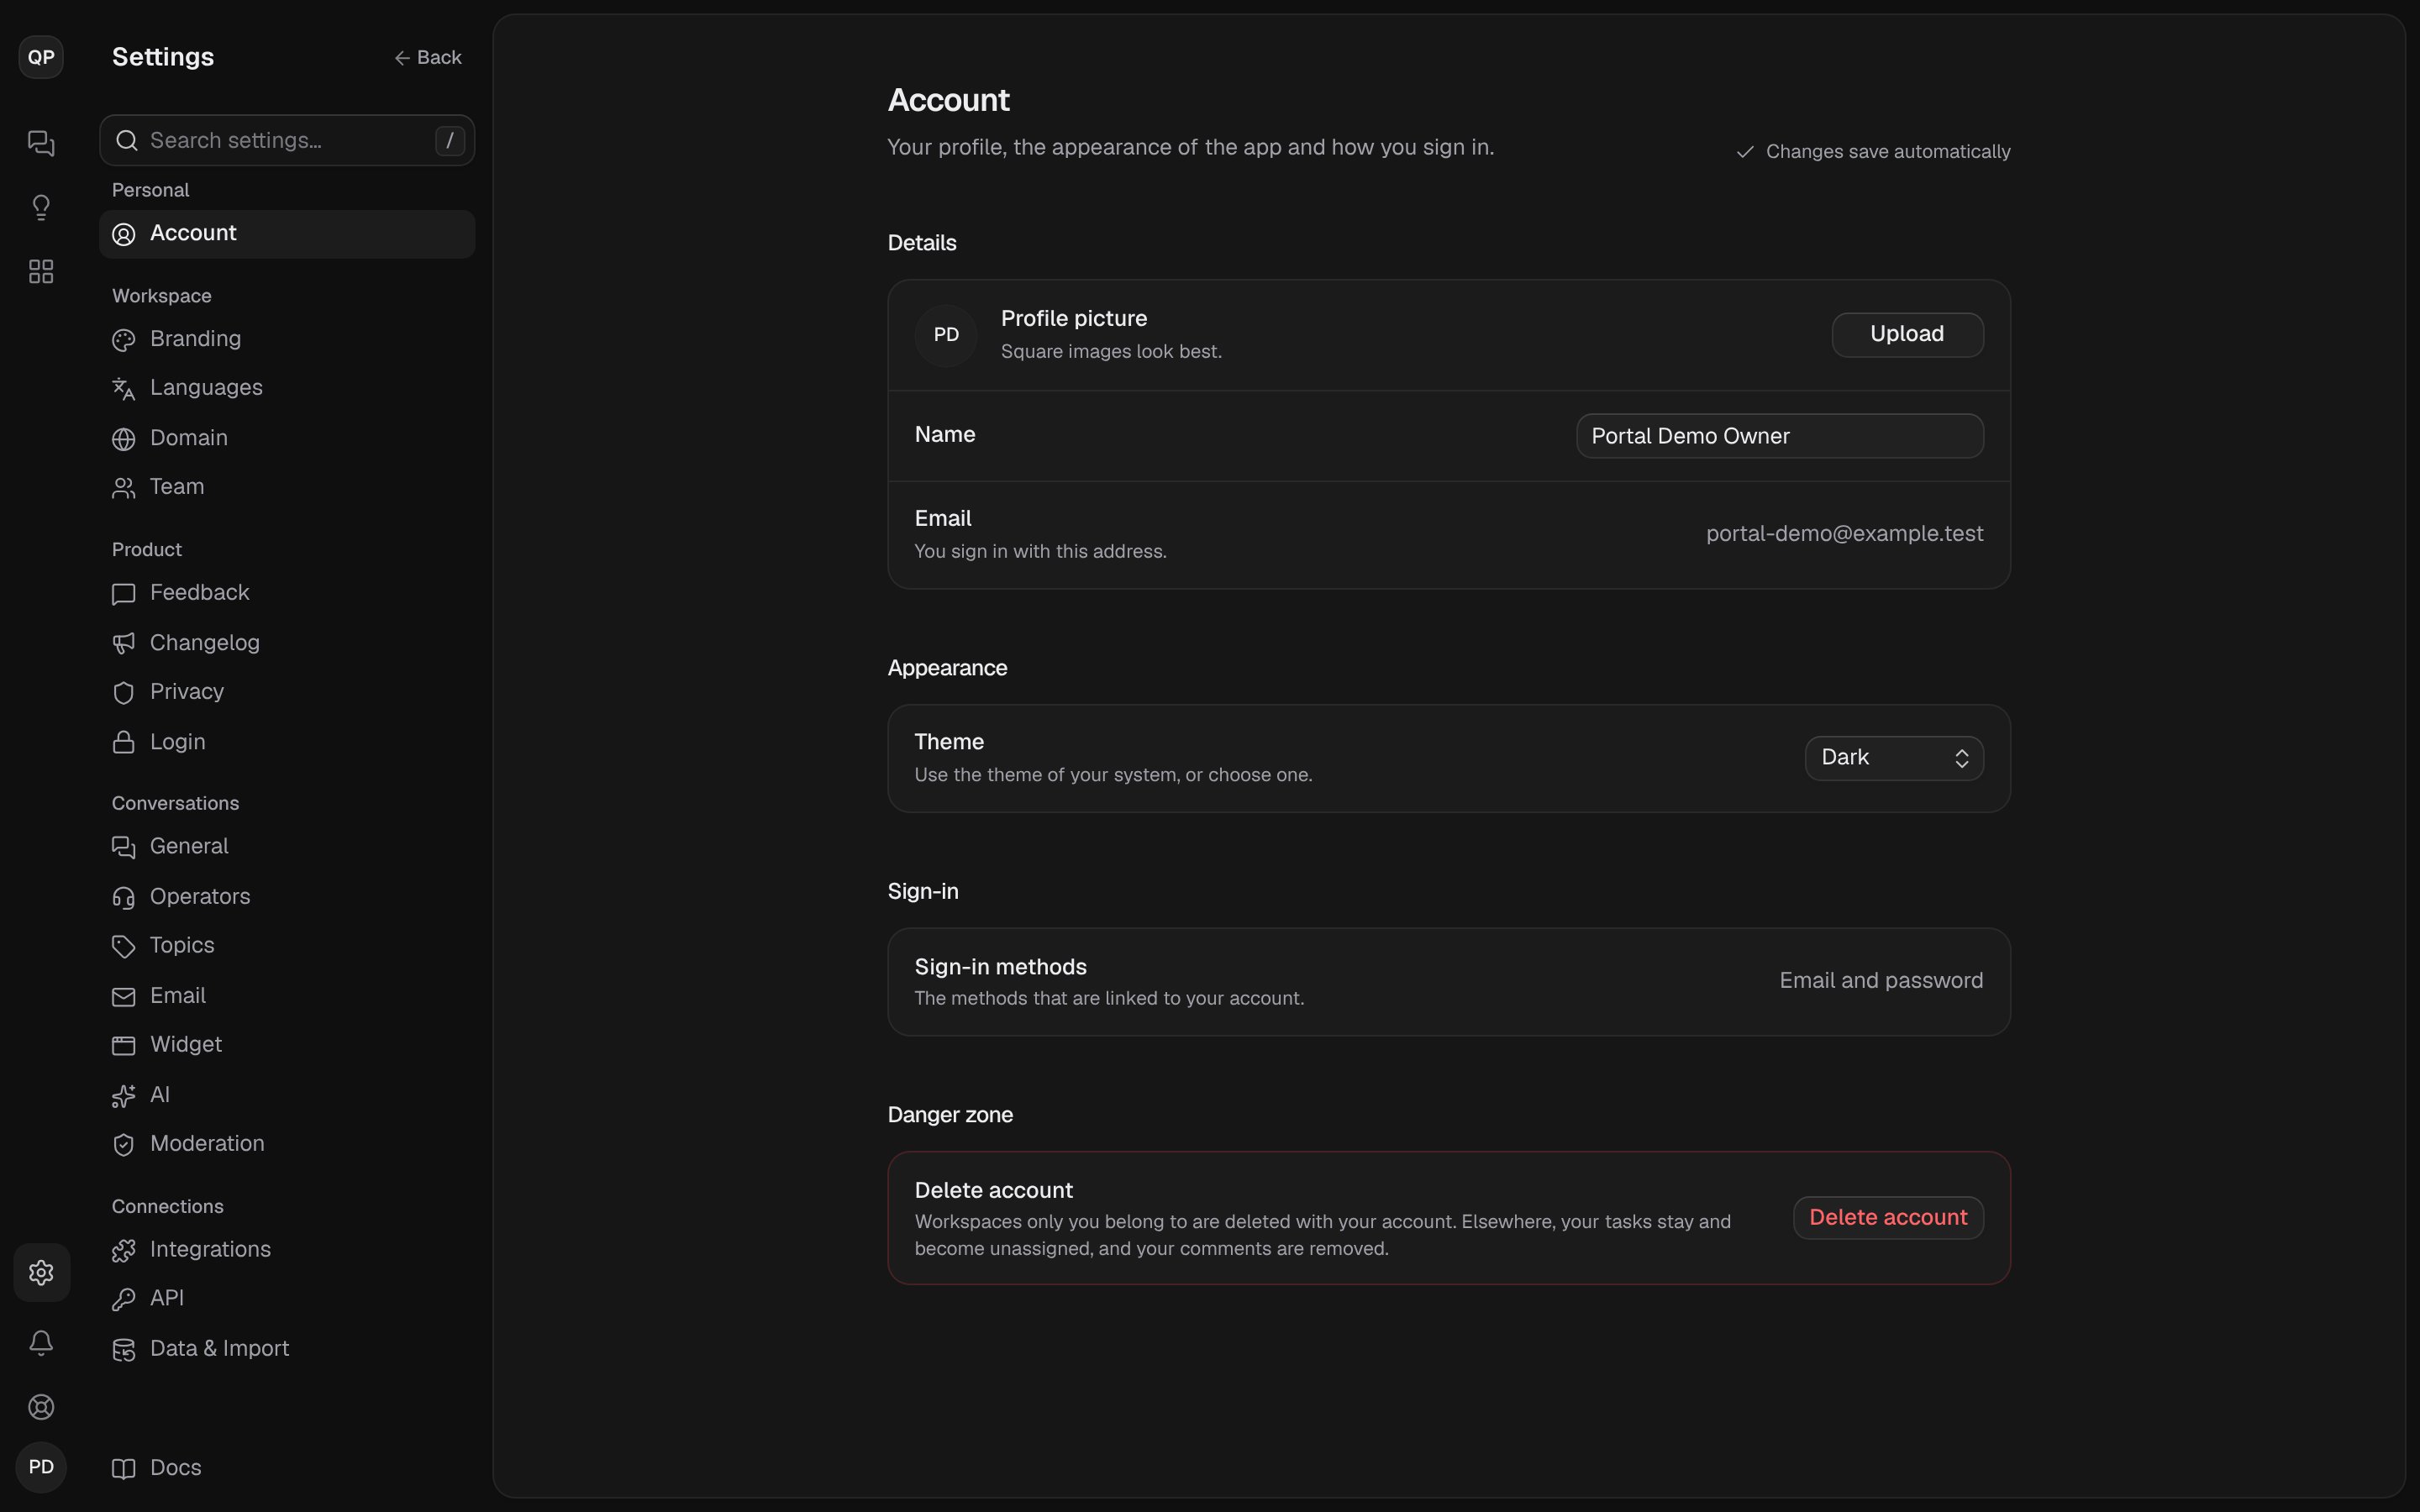 QP
Settings
Back
Search settings...
/
Personal
Account
Workspace
Branding
Languages
Domain
Team
Product
Feedback
Changelog
Privacy
Login
Conversations
General
Operators
Topics
Email
Widget
AI
Moderation
Connections
Integrations
API
Data & Import
Docs
PD
Account
Your profile, the appearance of the app and how you sign in.
Changes save automatically
Details
PD
Profile picture
Square images look best.
Upload
Name
Portal Demo Owner
Email
You sign in with this address.
portal-demo@example.test
Appearance
Theme
Use the theme of your system, or choose one.
Dark
Sign-in
Sign-in methods
The methods that are linked to your account.
Email and password
Danger zone
Delete account
Workspaces only you belong to are deleted with your account. Elsewhere, your tasks stay and
become unassigned, and your comments are removed.
Delete account